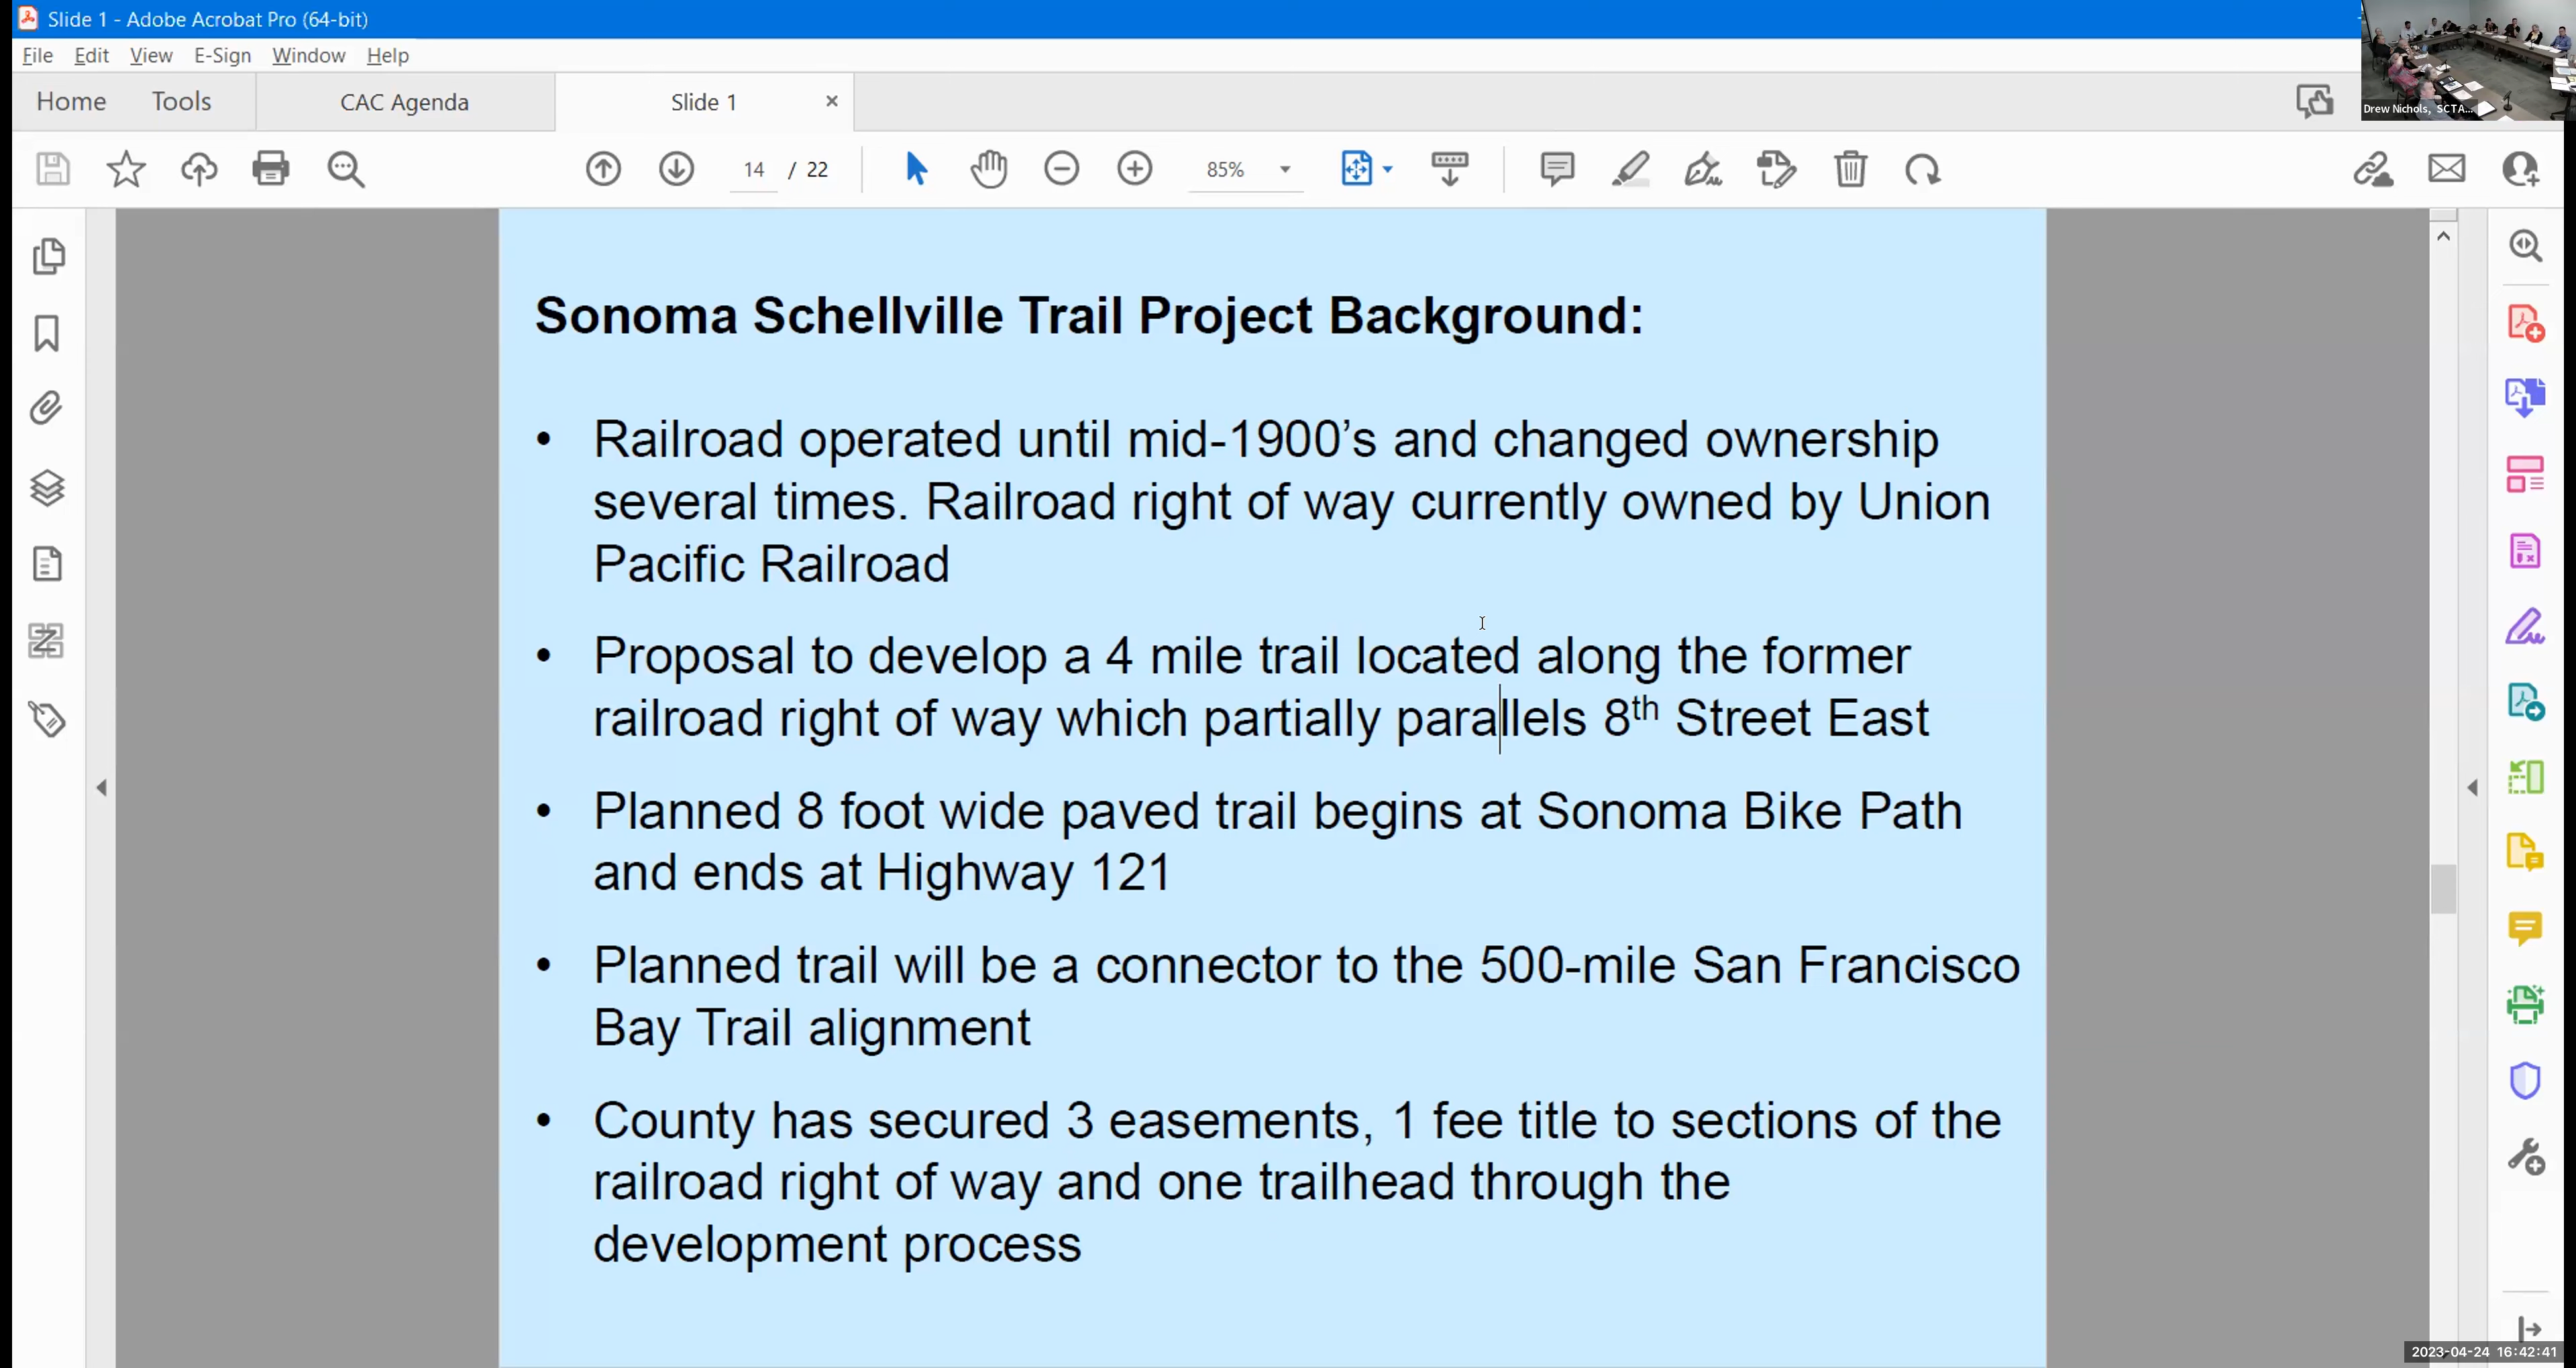 Slide 1 - Adobe Acrobat Pro (64-bit)
File Edit View E-Sign Window Help
Home Tools CAC Agenda Slide 1
14 / 22 85%
Drew Nichols, SCTA...
Sonoma Schellville Trail Project Background:
• Railroad operated until mid-1900's and changed ownership
several times. Railroad right of way currently owned by Union
Pacific Railroad
• Proposal to develop a 4 mile trail located along the former
railroad right of way which partially parallels 8th Street East
• Planned 8 foot wide paved trail begins at Sonoma Bike Path
and ends at Highway 121
• Planned trail will be a connector to the 500-mile San Francisco
Bay Trail alignment
• County has secured 3 easements, 1 fee title to sections of the
railroad right of way and one trailhead through the
development process
2023-04-24 16:42:41